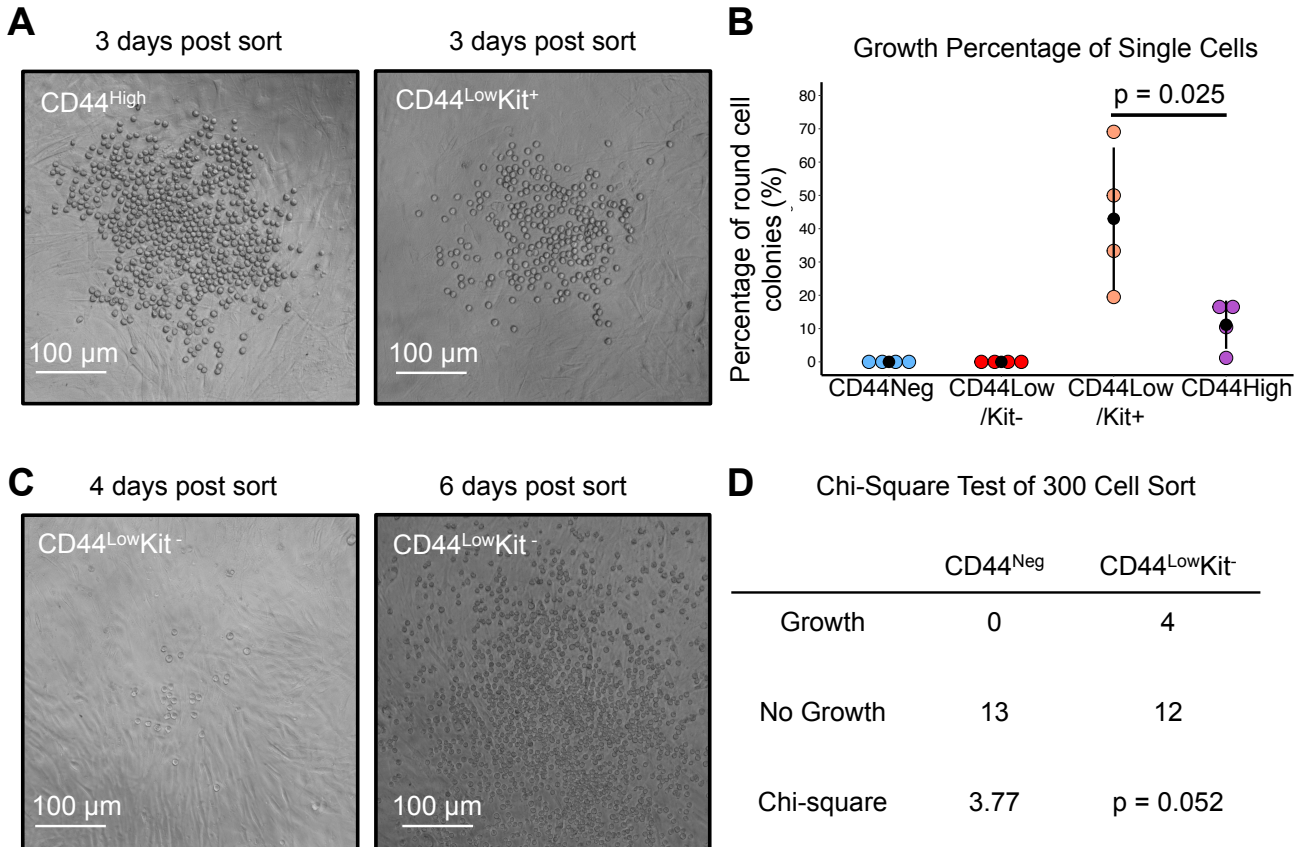 A
3 days post sort
3 days post sort
CD44High
100 µm
CD44LowKit+
100 µm
B
Growth Percentage of Single Cells
Percentage of round cell
colonies (%)
80
70
60
50
40
30
20
10
0
p = 0.025
CD44Neg
CD44Low
/Kit-
CD44Low
/Kit+
CD44High
C
4 days post sort
6 days post sort
CD44LowKit -
100 µm
CD44LowKit -
100 µm
D
Chi-Square Test of 300 Cell Sort
CD44Neg CD44LowKit-
Growth 0 4
No Growth 13 12
Chi-square 3.77 p = 0.052